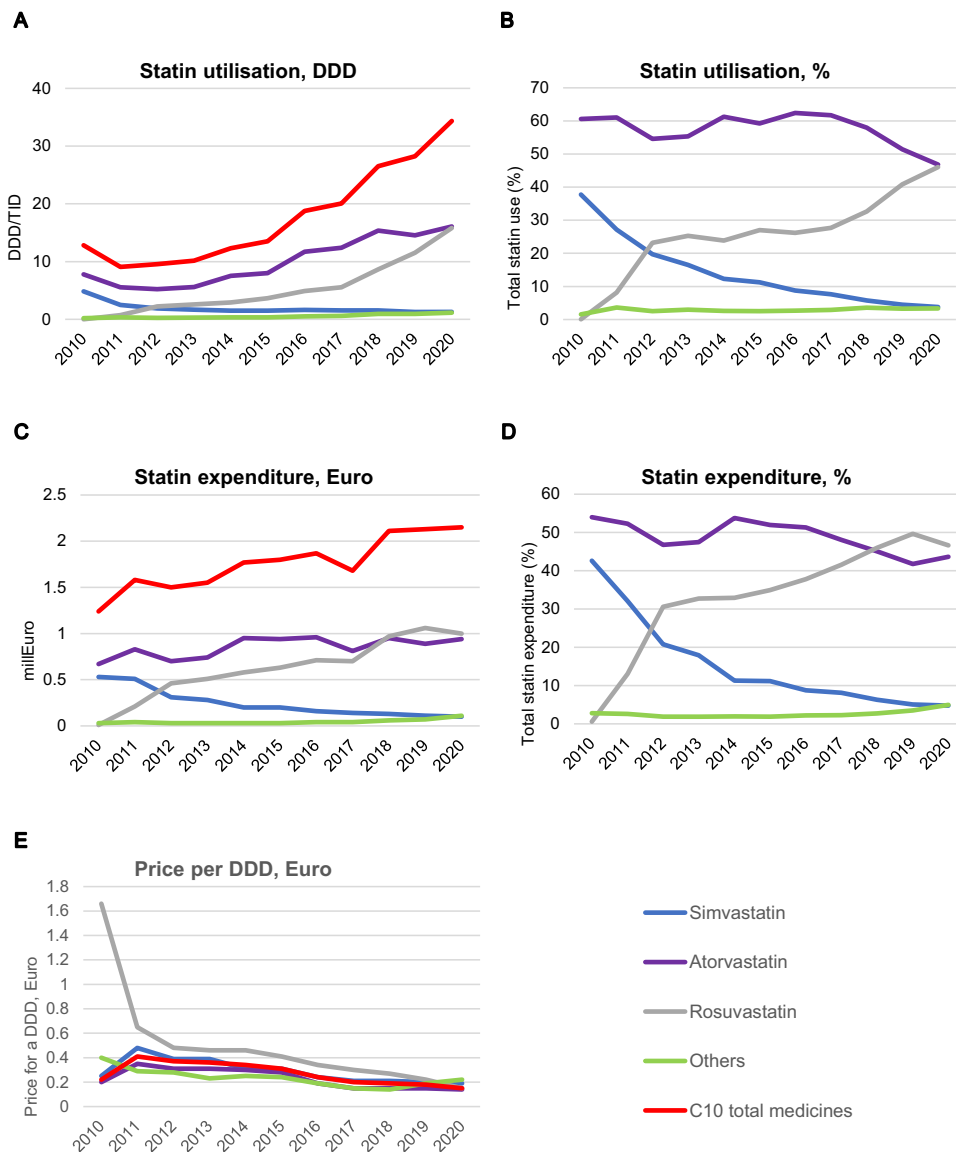 A
Statin utilisation, DDD
DDD/TID
40
30
20
10
0
2010 2011 2012 2013 2014 2015 2016 2017 2018 2019 2020
B
Statin utilisation, %
Total statin use (%)
70
60
50
40
30
20
10
0
2010 2011 2012 2013 2014 2015 2016 2017 2018 2019 2020
C
Statin expenditure, Euro
millEuro
2.5
2
1.5
1
0.5
0
2010 2011 2012 2013 2014 2015 2016 2017 2018 2019 2020
D
Statin expenditure, %
Total statin expenditure (%)
60
50
40
30
20
10
0
2010 2011 2012 2013 2014 2015 2016 2017 2018 2019 2020
E
Price per DDD, Euro
Price for a DDD, Euro
1.8
1.6
1.4
1.2
1
0.8
0.6
0.4
0.2
0
2010 2011 2012 2013 2014 2015 2016 2017 2018 2019 2020
Simvastatin
Atorvastatin
Rosuvastatin
Others
C10 total medicines